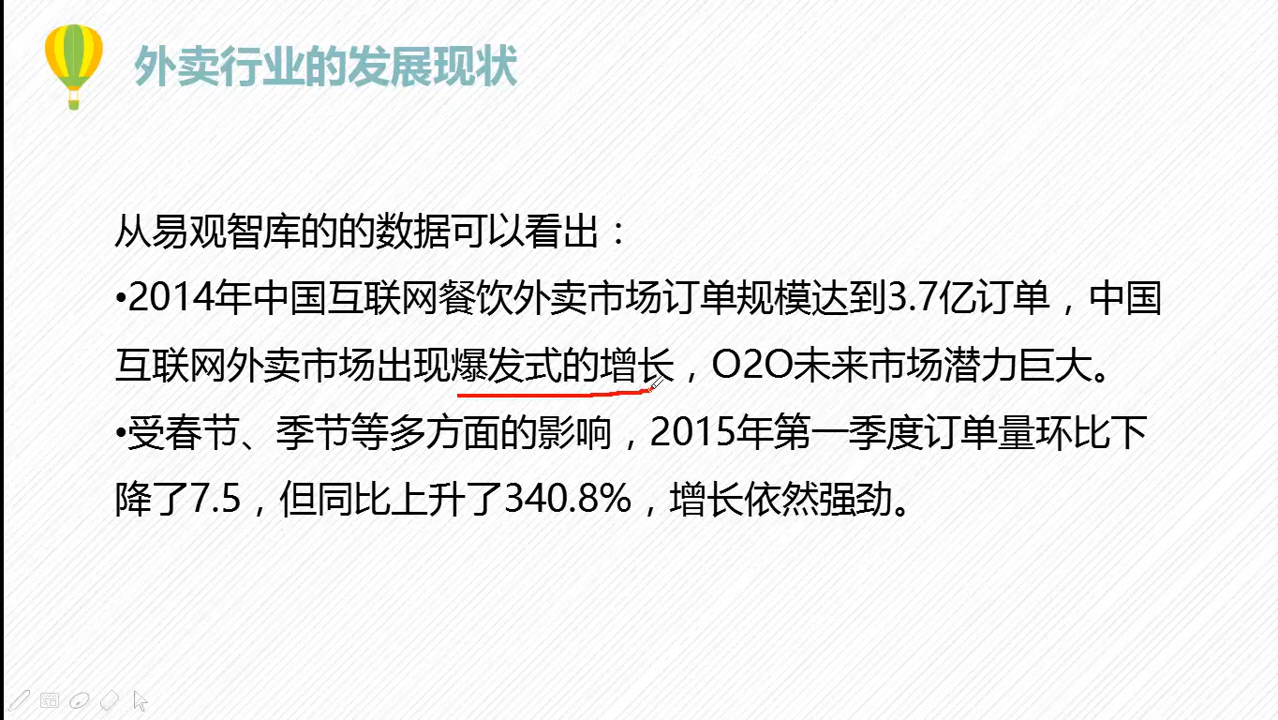 外卖行业的发展现状
从易观智库的的数据可以看出：
•2014年中国互联网餐饮外卖市场订单规模达到3.7亿订单，中国
互联网外卖市场出现爆发式的增长，O2O未来市场潜力巨大。
•受春节、季节等多方面的影响，2015年第一季度订单量环比下
降了7.5，但同比上升了340.8%，增长依然强劲。